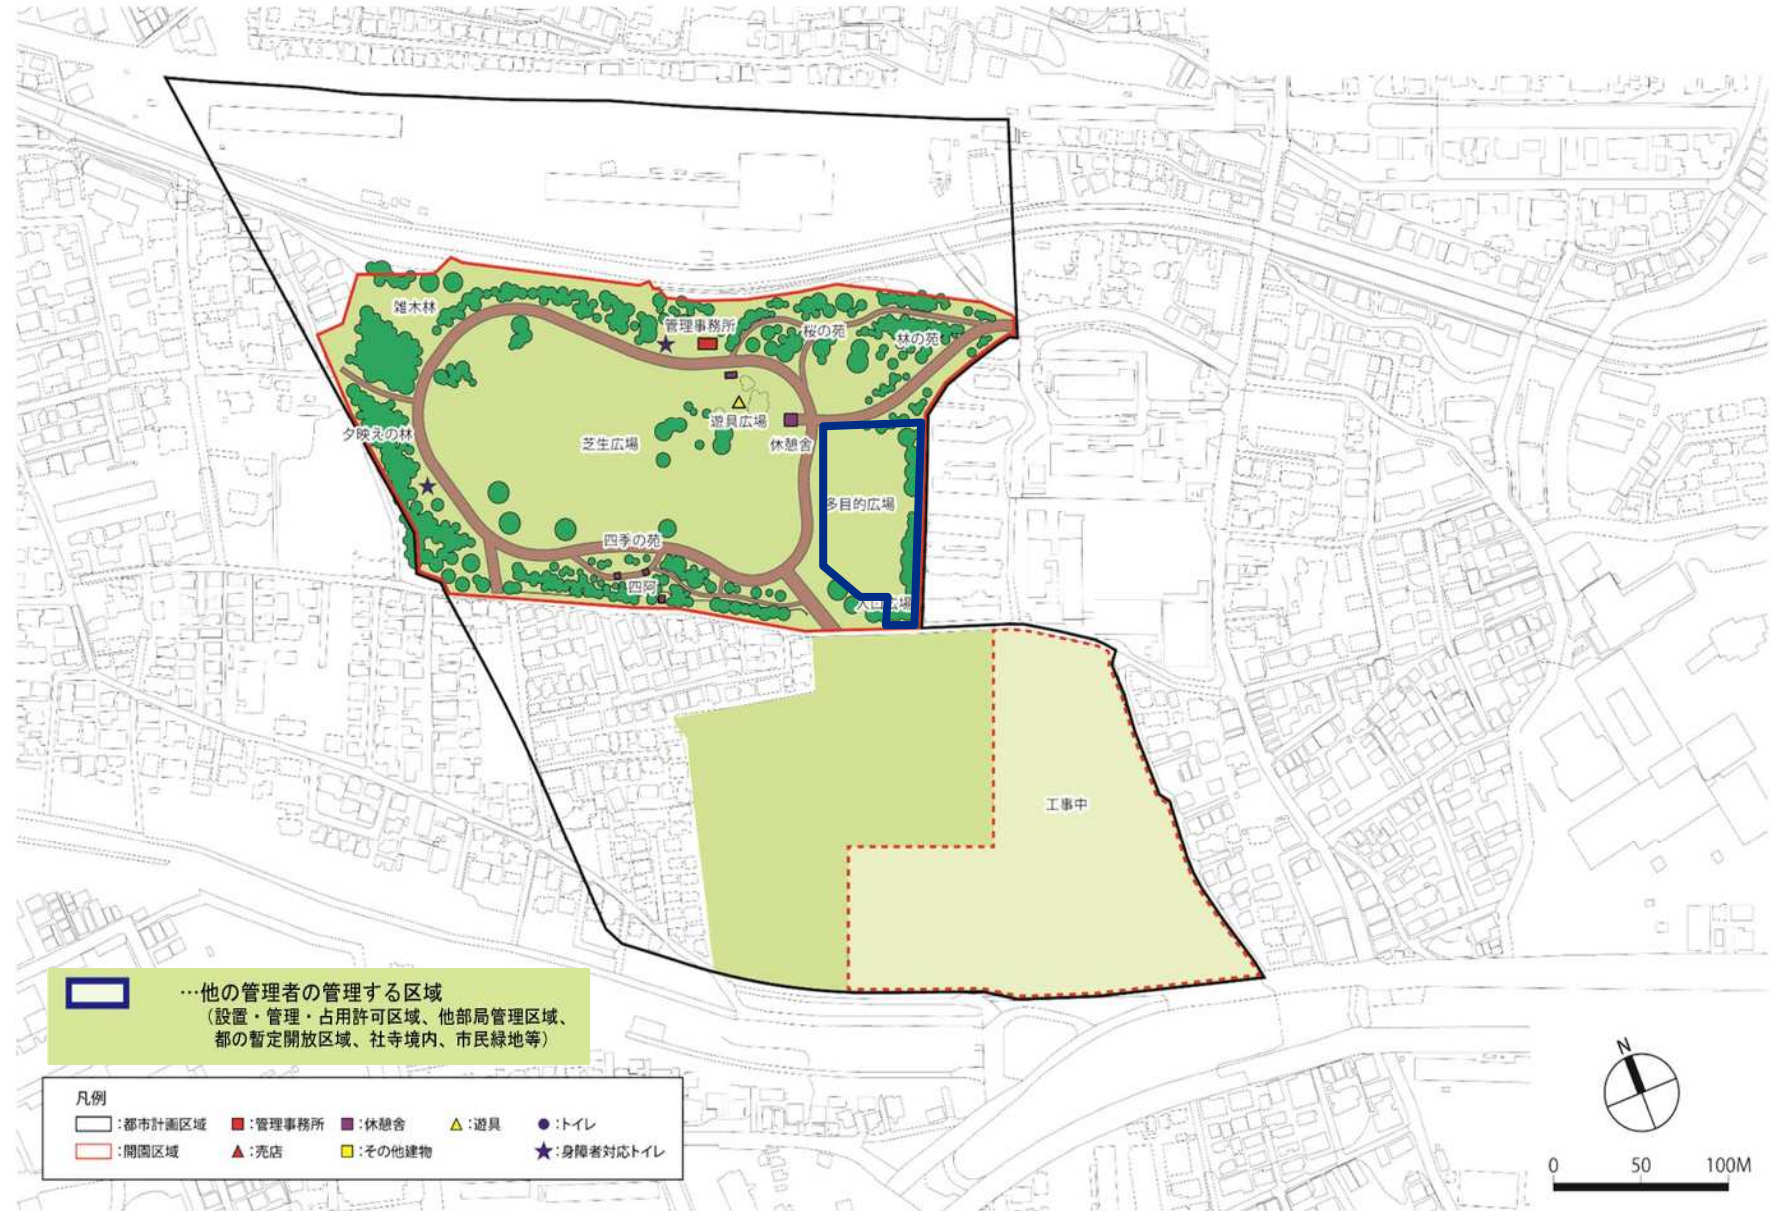 雑木林
管理事務所
桜の苑
林の苑
遊具広場
夕映えの林
芝生広場
休憩舎
多目的広場
四季の苑
四阿
入口広場
工事中
…他の管理者の管理する区域
（設置・管理・占用許可区域、他部局管理区域、
都の暫定開放区域、社寺境内、市民緑地等）
凡例
：都市計画区域 ：管理事務所 ：休憩舎 ：遊具 ：トイレ
：開園区域 ：売店 ：その他建物 ：身障者対応トイレ
N
0 50 100M